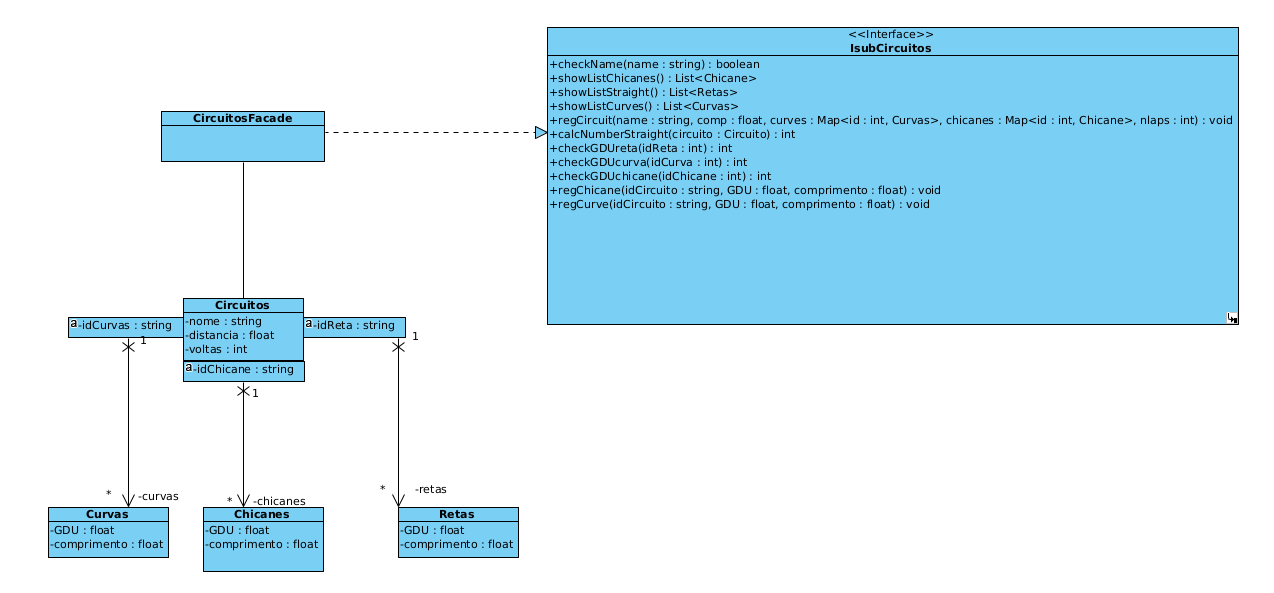 <<Interface>>
IsubCircuitos
+checkName(name : string) : boolean
+showListChicanes() : List<Chicane>
+showListStraight() : List<Retas>
+showListCurves() : List<Curvas>
+regCircuit(name : string, comp : float, curves : Map<id : int, Curvas>, chicanes : Map<id : int, Chicane>, nlaps : int) : void
+calcNumberStraight(circuito : Circuito) : int
+checkGDUreta(idReta : int) : int
+checkGDUcurva(idCurva : int) : int
+checkGDUchicane(idChicane : int) : int
+regChicane(idCircuito : string, GDU : float, comprimento : float) : void
+regCurve(idCircuito : string, GDU : float, comprimento : float) : void
CircuitosFacade
Circuitos
-nome : string
-distancia : float
-voltas : int
a-idCurvas : string
a-idReta : string
a-idChicane : string
1
1
1
*
-curvas
*
-chicanes
*
-retas
Curvas
-GDU : float
-comprimento : float
Chicanes
-GDU : float
-comprimento : float
Retas
-GDU : float
-comprimento : float